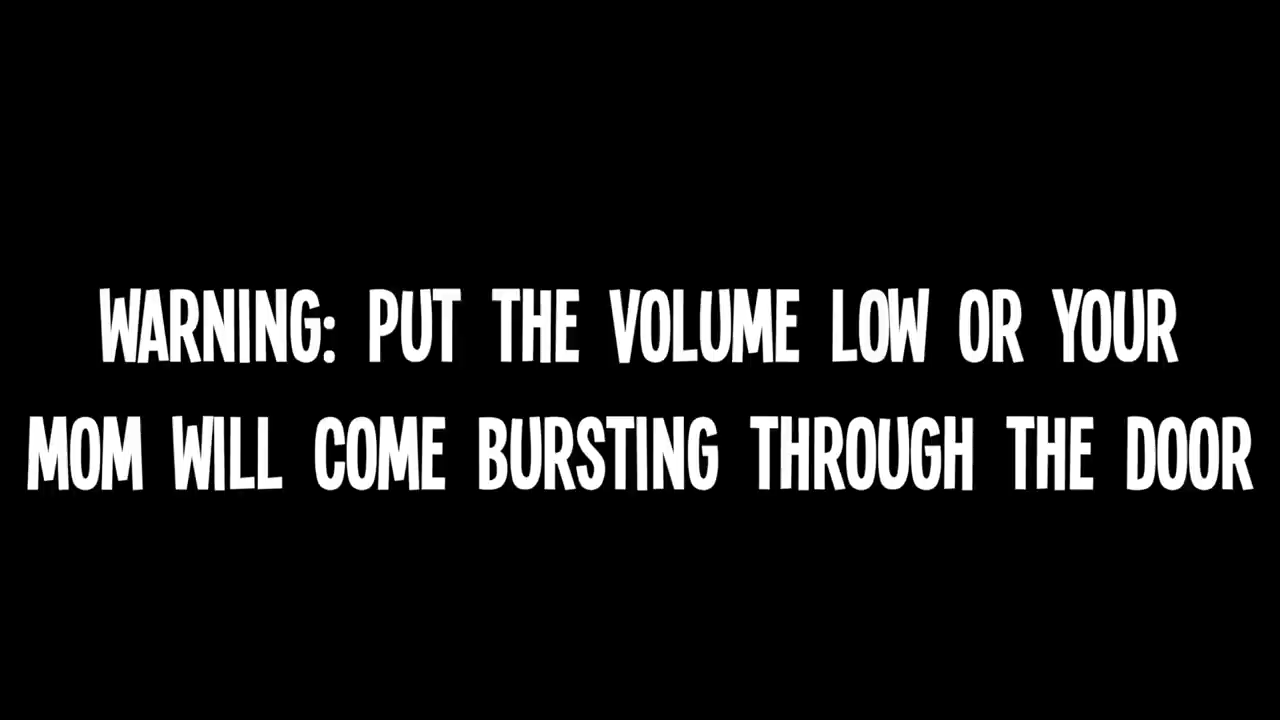 WARNING: PUT THE VOLUME LOW OR YOUR
MOM WILL COME BURSTING THROUGH THE DOOR